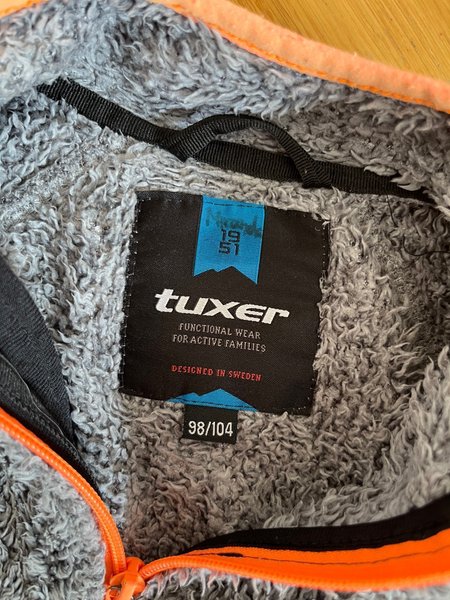 19
51
tuxer
FUNCTIONAL WEAR
FOR ACTIVE FAMILIES
DESIGNED IN SWEDEN
98/104